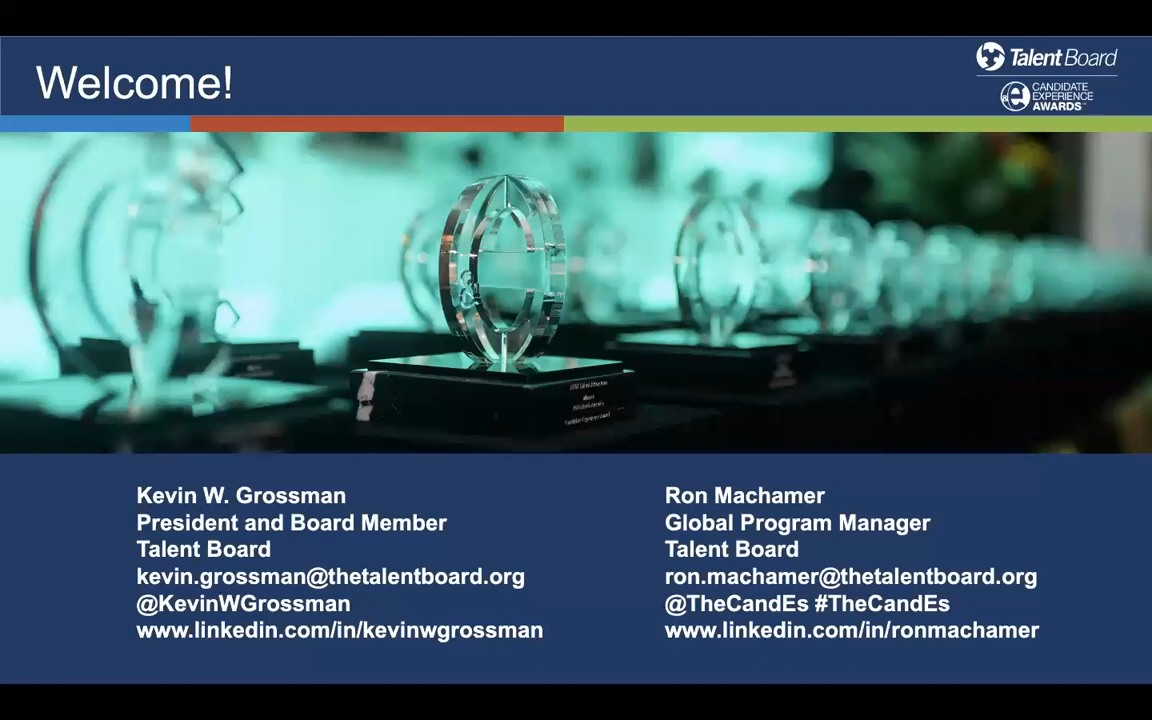 Welcome!
Talent Board
CANDIDATE
EXPERIENCE
AWARDS
Kevin W. Grossman
President and Board Member
Talent Board
kevin.grossman@thetalentboard.org
@KevinWGrossman
www.linkedin.com/in/kevinwgrossman
Ron Machamer
Global Program Manager
Talent Board
ron.machamer@thetalentboard.org
@TheCandEs #TheCandEs
www.linkedin.com/in/ronmachamer